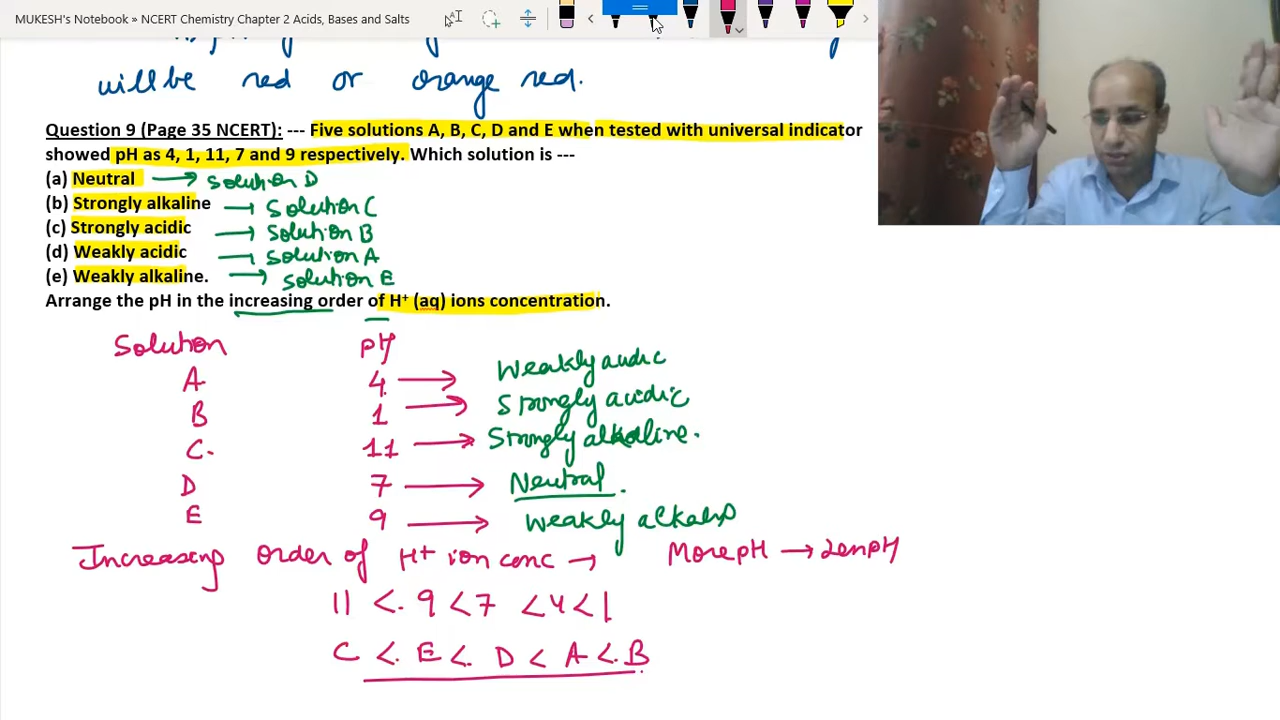 MUKESH's Notebook » NCERT Chemistry Chapter 2 Acids, Bases and Salts
will be red or orange red.
Question 9 (Page 35 NCERT): --- Five solutions A, B, C, D and E when tested with universal indicator
showed pH as 4, 1, 11, 7 and 9 respectively. Which solution is ---
(a) Neutral → Solution D
(b) Strongly alkaline → Solution C
(c) Strongly acidic → Solution B
(d) Weakly acidic → Solution A
(e) Weakly alkaline. → Solution E
Arrange the pH in the increasing order of H⁺ (aq) ions concentration.
Solution pH
A 4 → Weakly acidic
B 1 → Strongly acidic
C. 11 → Strongly alkaline.
D 7 → Neutral.
E 9 → Weakly
Increasing order of H⁺ ion conc → More pH → pH
11 <. 9 < 7 < 4 < 1
C <. E <. D < A <. B